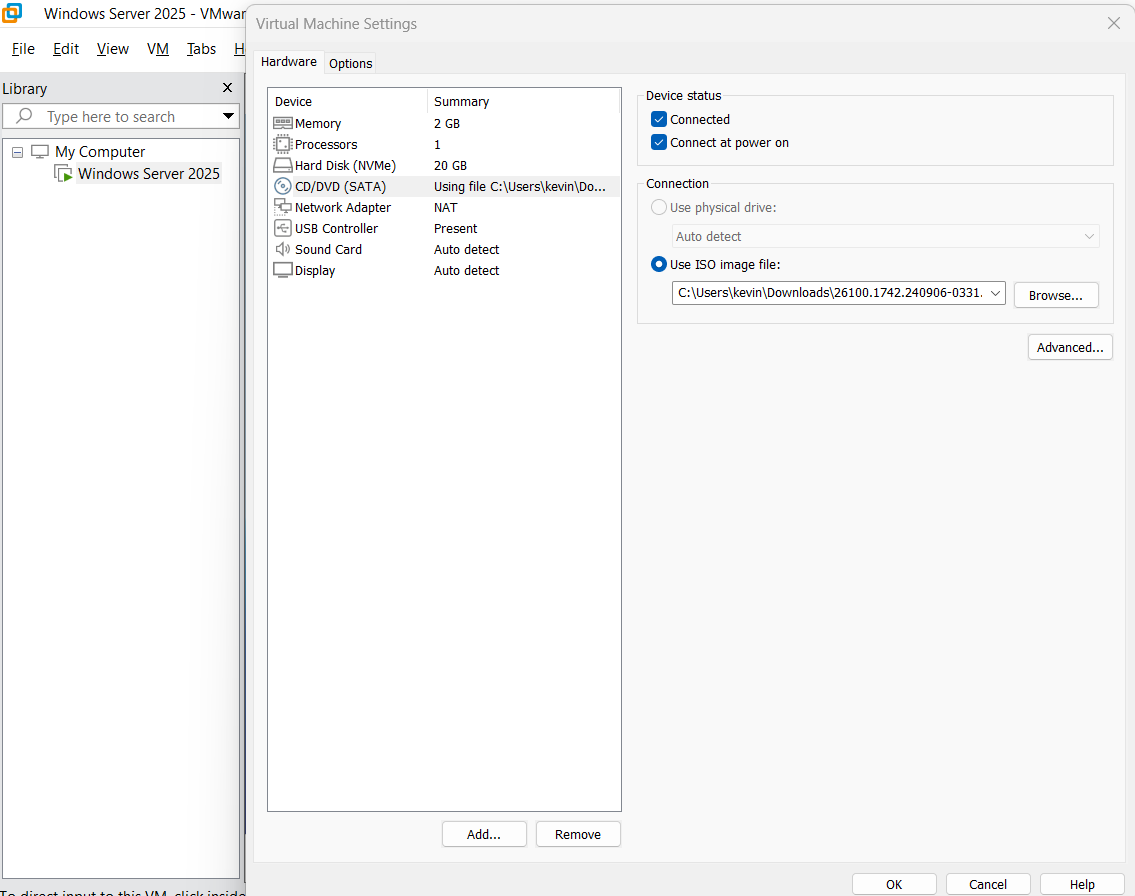 Windows Server 2025 - VMwar
Virtual Machine Settings
File Edit View VM Tabs H
Hardware Options
Library
Type here to search
My Computer
Windows Server 2025
Device Summary
Memory 2 GB
Processors 1
Hard Disk (NVMe) 20 GB
CD/DVD (SATA) Using file C:\Users\kevin\Do...
Network Adapter NAT
USB Controller Present
Sound Card Auto detect
Display Auto detect
Add... Remove
Device status
Connected
Connect at power on
Connection
Use physical drive:
Auto detect
Use ISO image file:
C:\Users\kevin\Downloads\26100.1742.240906-0331.
Browse...
Advanced...
To direct input to this VM, click inside
OK Cancel Help